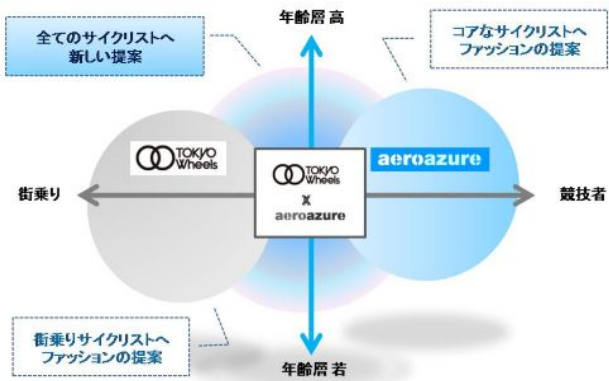 年齢層 高
全てのサイクリストへ
新しい提案
コアなサイクリストへ
ファッションの提案
TOKYO
Wheels
aeroazure
街乗り
TOKYO
Wheels
X
aeroazure
競技者
街乗りサイクリストへ
ファッションの提案
年齢層 若